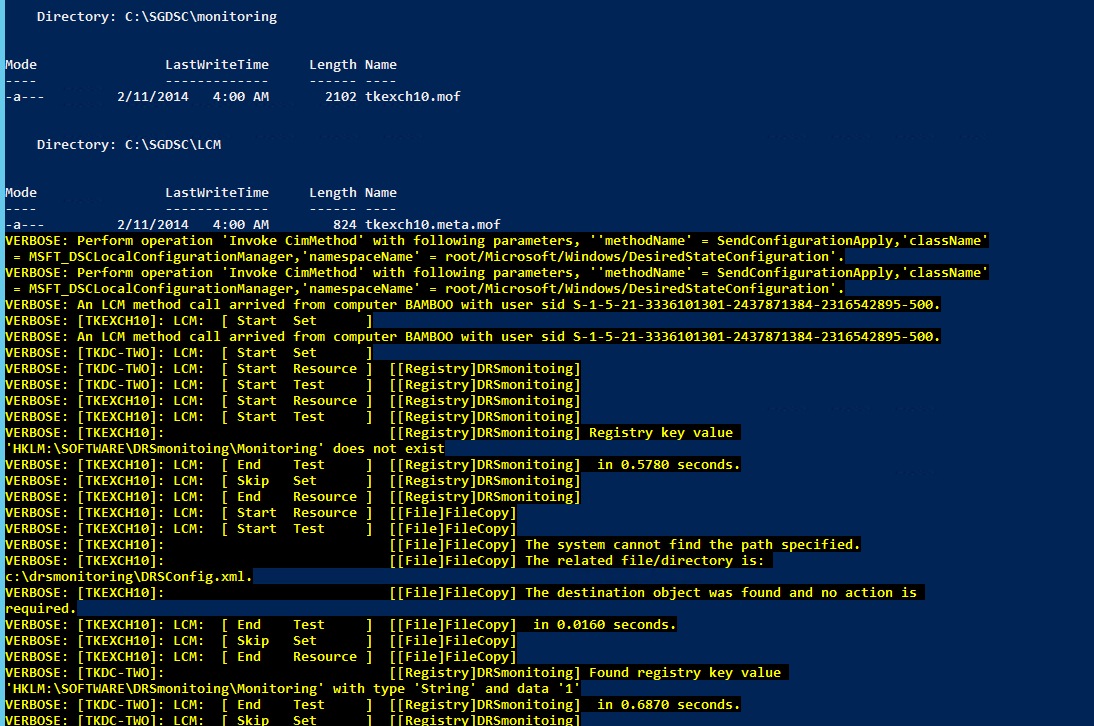 Directory: C:\SGDSC\monitoring
Mode LastWriteTime Length Name
---- ------------- ------ ----
-a--- 2/11/2014 4:00 AM 2102 tkexch10.mof
Directory: C:\SGDSC\LCM
Mode LastWriteTime Length Name
---- ------------- ------ ----
-a--- 2/11/2014 4:00 AM 824 tkexch10.meta.mof
VERBOSE: Perform operation 'Invoke CimMethod' with following parameters, ''methodName' = SendConfigurationApply,'className'
= MSFT_DSCLocalConfigurationManager,'namespaceName' = root/Microsoft/Windows/DesiredStateConfiguration'.
VERBOSE: Perform operation 'Invoke CimMethod' with following parameters, ''methodName' = SendConfigurationApply,'className'
= MSFT_DSCLocalConfigurationManager,'namespaceName' = root/Microsoft/Windows/DesiredStateConfiguration'.
VERBOSE: An LCM method call arrived from computer BAMBOO with user sid S-1-5-21-3336101301-2437871384-2316542895-500.
VERBOSE: [TKEXCH10]: LCM: [ Start Set ]
VERBOSE: An LCM method call arrived from computer BAMBOO with user sid S-1-5-21-3336101301-2437871384-2316542895-500.
VERBOSE: [TKDC-TWO]: LCM: [ Start Set ]
VERBOSE: [TKDC-TWO]: LCM: [ Start Resource ] [[Registry]DRSmonitoing]
VERBOSE: [TKDC-TWO]: LCM: [ Start Test ] [[Registry]DRSmonitoing]
VERBOSE: [TKEXCH10]: LCM: [ Start Resource ] [[Registry]DRSmonitoing]
VERBOSE: [TKEXCH10]: LCM: [ Start Test ] [[Registry]DRSmonitoing]
VERBOSE: [TKEXCH10]: [[Registry]DRSmonitoing] Registry key value
'HKLM:\SOFTWARE\DRSmonitoing\Monitoring' does not exist
VERBOSE: [TKEXCH10]: LCM: [ End Test ] [[Registry]DRSmonitoing] in 0.5780 seconds.
VERBOSE: [TKEXCH10]: LCM: [ Skip Set ] [[Registry]DRSmonitoing]
VERBOSE: [TKEXCH10]: LCM: [ End Resource ] [[Registry]DRSmonitoing]
VERBOSE: [TKEXCH10]: LCM: [ Start Resource ] [[File]FileCopy]
VERBOSE: [TKEXCH10]: LCM: [ Start Test ] [[File]FileCopy]
VERBOSE: [TKEXCH10]: [[File]FileCopy] The system cannot find the path specified.
VERBOSE: [TKEXCH10]: [[File]FileCopy] The related file/directory is:
c:\drsmonitoring\DRSConfig.xml.
VERBOSE: [TKEXCH10]: [[File]FileCopy] The destination object was found and no action is
required.
VERBOSE: [TKEXCH10]: LCM: [ End Test ] [[File]FileCopy] in 0.0160 seconds.
VERBOSE: [TKEXCH10]: LCM: [ Skip Set ] [[File]FileCopy]
VERBOSE: [TKEXCH10]: LCM: [ End Resource ] [[File]FileCopy]
VERBOSE: [TKDC-TWO]: [[Registry]DRSmonitoing] Found registry key value
'HKLM:\SOFTWARE\DRSmonitoing\Monitoring' with type 'String' and data '1'
VERBOSE: [TKDC-TWO]: LCM: [ End Test ] [[Registry]DRSmonitoing] in 0.6870 seconds.
VERBOSE: [TKDC-TWO]: LCM: [ Skip Set ] [[Registry]DRSmonitoing]